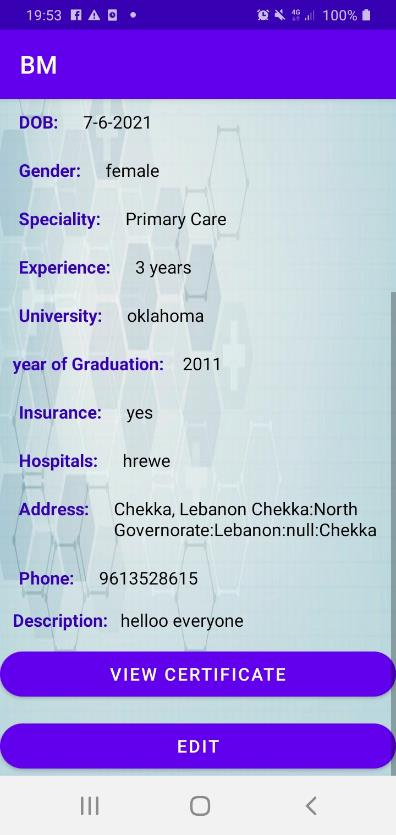 19:53 4G 100%
BM
DOB: 7-6-2021
Gender: female
Speciality: Primary Care
Experience: 3 years
University: oklahoma
year of Graduation: 2011
Insurance: yes
Hospitals: hrewe
Address: Chekka, Lebanon Chekka:North
Governorate:Lebanon:null:Chekka
Phone: 9613528615
Description: helloo everyone
VIEW CERTIFICATE
EDIT